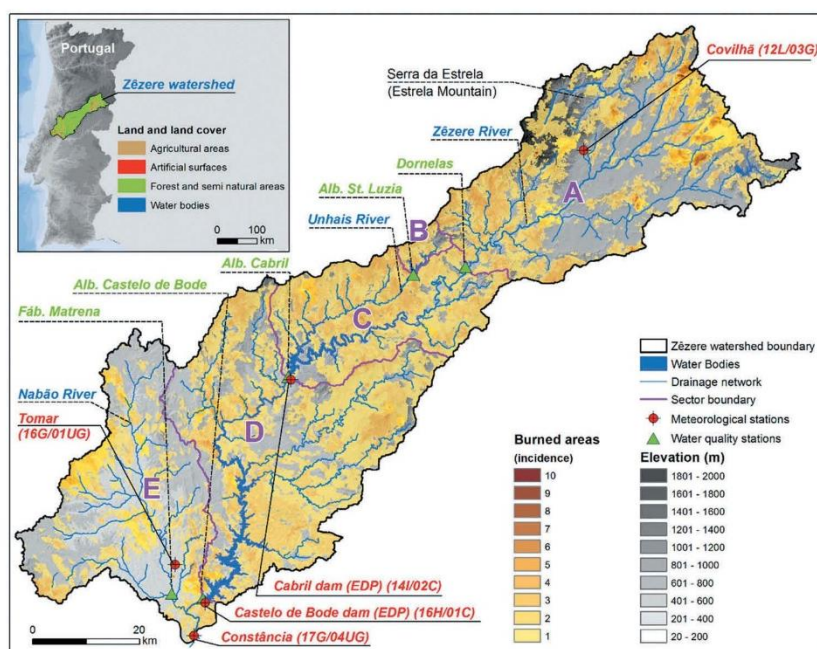 Portugal
Zêzere watershed
Land and land cover
Agricultural areas
Artificial surfaces
Forest and semi natural areas
Water bodies
0 100
km
Covilhã (12L/03G)
Serra da Estrela
(Estrela Mountain)
Zêzere River
Dornelas
Alb. St. Luzia
Unhais River
Alb. Cabril
Alb. Castelo de Bode
Fáb. Matrena
Nabão River
Tomar
(16G/01UG)
A
B
C
D
E
Cabril dam (EDP) (14I/02C)
Castelo de Bode dam (EDP) (16H/01C)
Constância (17G/04UG)
0 20
km
Zêzere watershed boundary
Water Bodies
Drainage network
Sector boundary
Meteorological stations
Water quality stations
Burned areas
(incidence)
10
9
8
7
6
5
4
3
2
1
Elevation (m)
1801 - 2000
1601 - 1800
1401 - 1600
1201 - 1400
1001 - 1200
801 - 1000
601 - 800
401 - 600
201 - 400
20 - 200